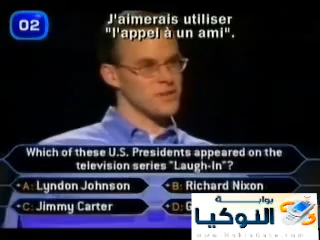 02
J'aimerais utiliser
"l'appel à un ami".
Which of these U.S. Presidents appeared on the
television series "Laugh-In"?
A: Lyndon Johnson
B: Richard Nixon
C: Jimmy Carter
D: G
بوابة
النوكيا